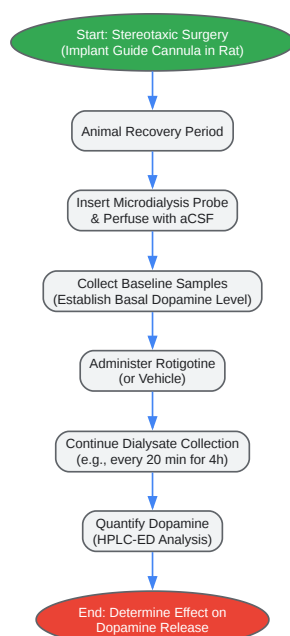 Start: Stereotaxic Surgery
(Implant Guide Cannula in Rat)
Animal Recovery Period
Insert Microdialysis Probe
& Perfuse with aCSF
Collect Baseline Samples
(Establish Basal Dopamine Level)
Administer Rotigotine
(or Vehicle)
Continue Dialysate Collection
(e.g., every 20 min for 4h)
Quantify Dopamine
(HPLC-ED Analysis)
End: Determine Effect on
Dopamine Release